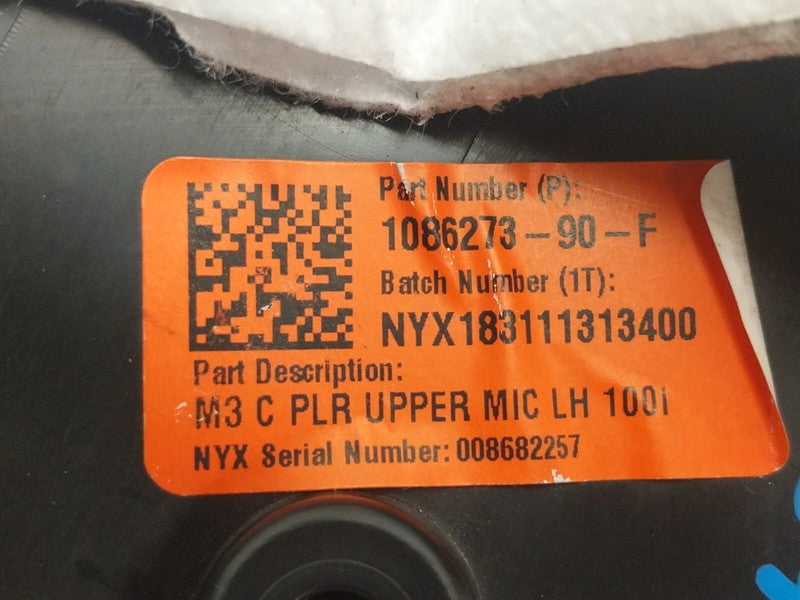 Part Number (P):
1086273-90-F
Batch Number (1T):
NYX183111313400
Part Description:
M3 C PLR UPPER MIC LH 100i
NYX Serial Number: 008682257